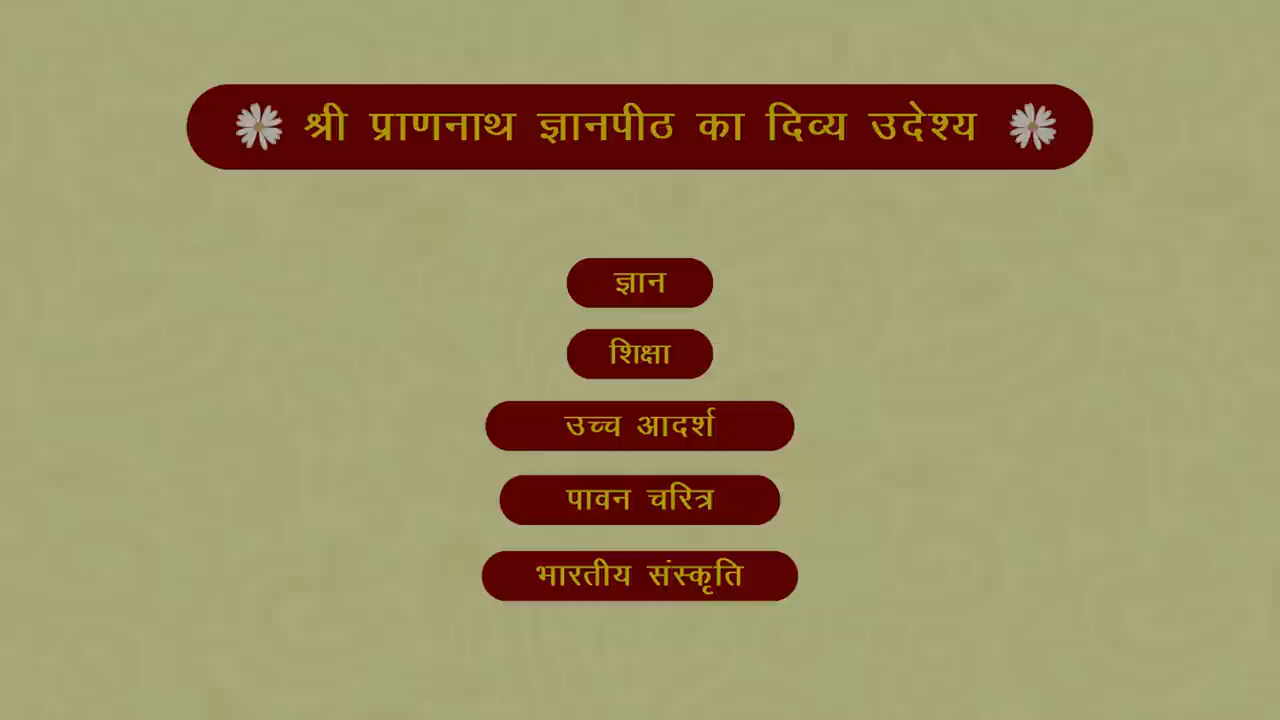 श्री प्राणनाथ ज्ञानपीठ का दिव्य उदेश्य
ज्ञान
शिक्षा
उच्च आदर्श
पावन चरित्र
भारतीय संस्कृति